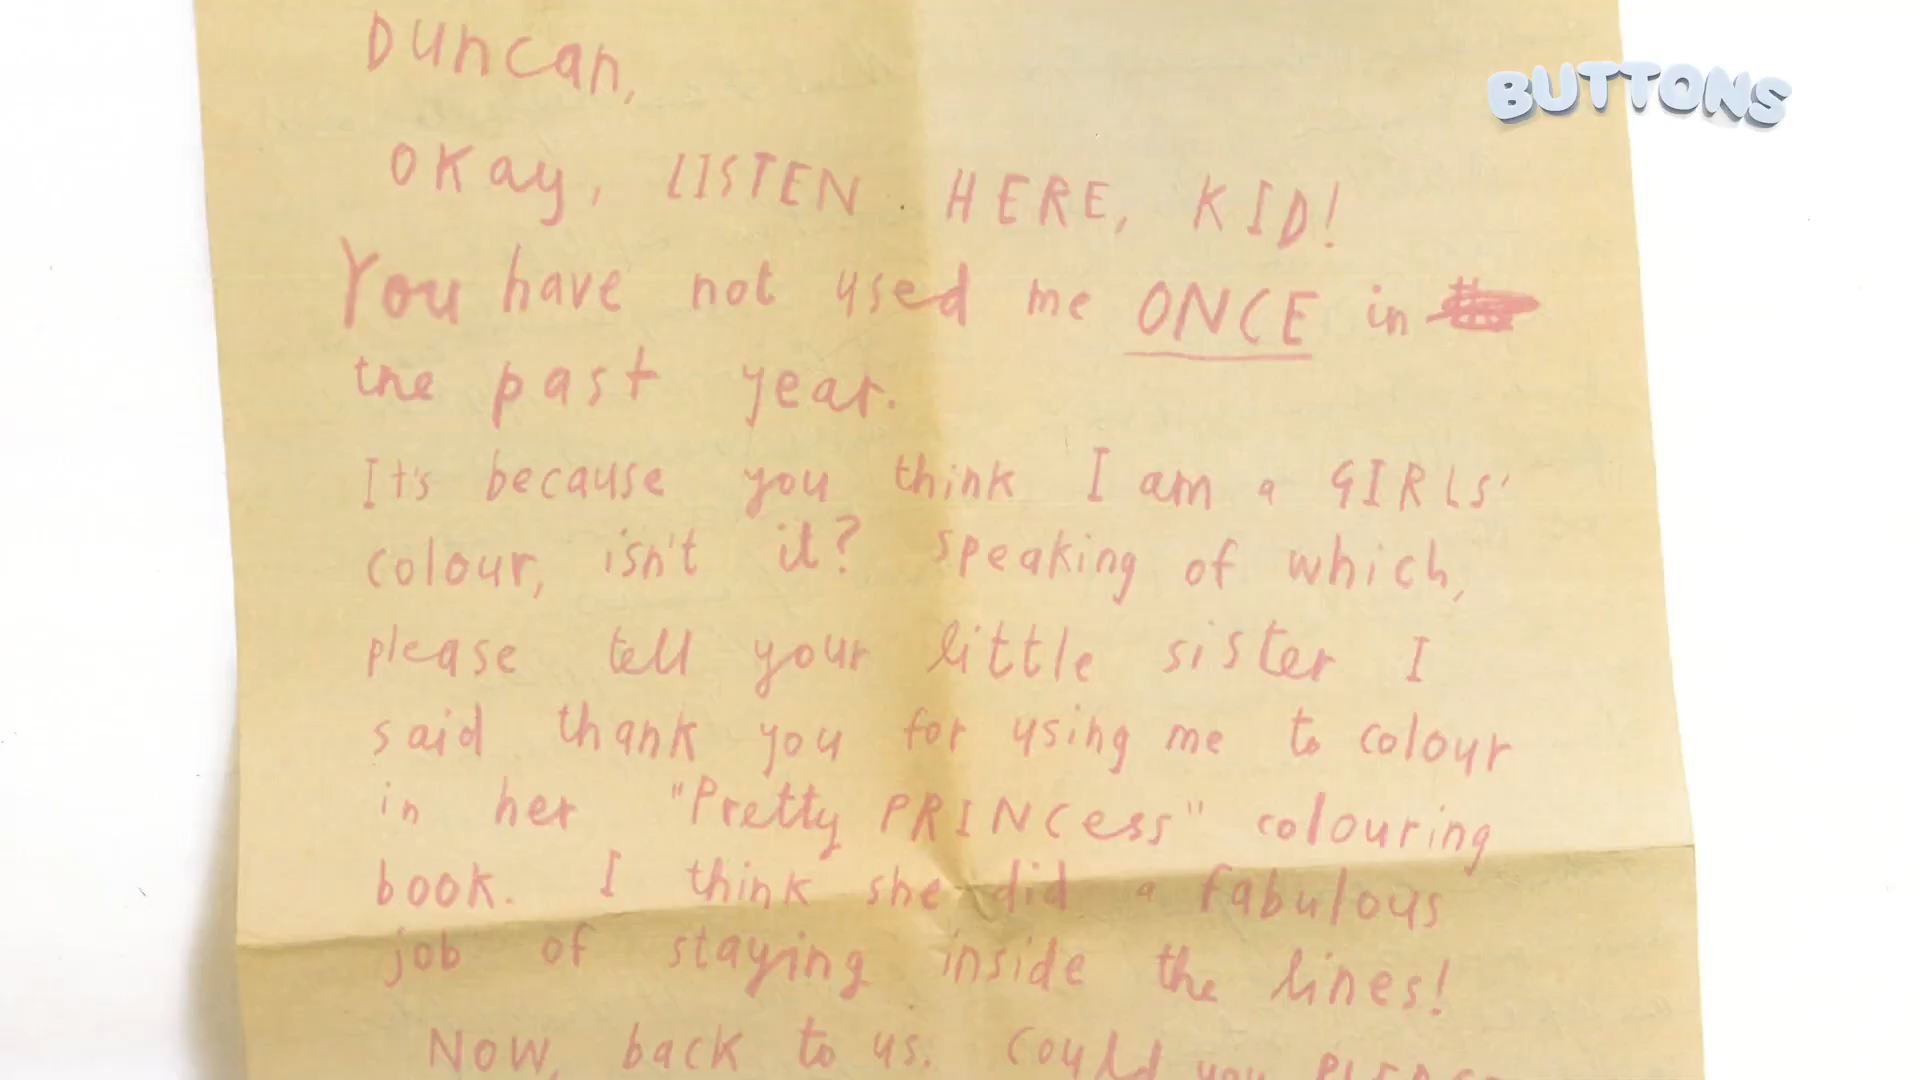 Duncan,
BUTTONS
Okay, LISTEN HERE, KID!
You have not used me ONCE in
the past year.
It's because you think I am a GIRLS'
colour, isn't it? Speaking of which,
please tell your little sister I
said thank you for using me to colour
in her "Pretty PRINCess" colouring
book. I think she did a fabulous
job of staying inside the lines!
Now, back to us. Could you PLEASE